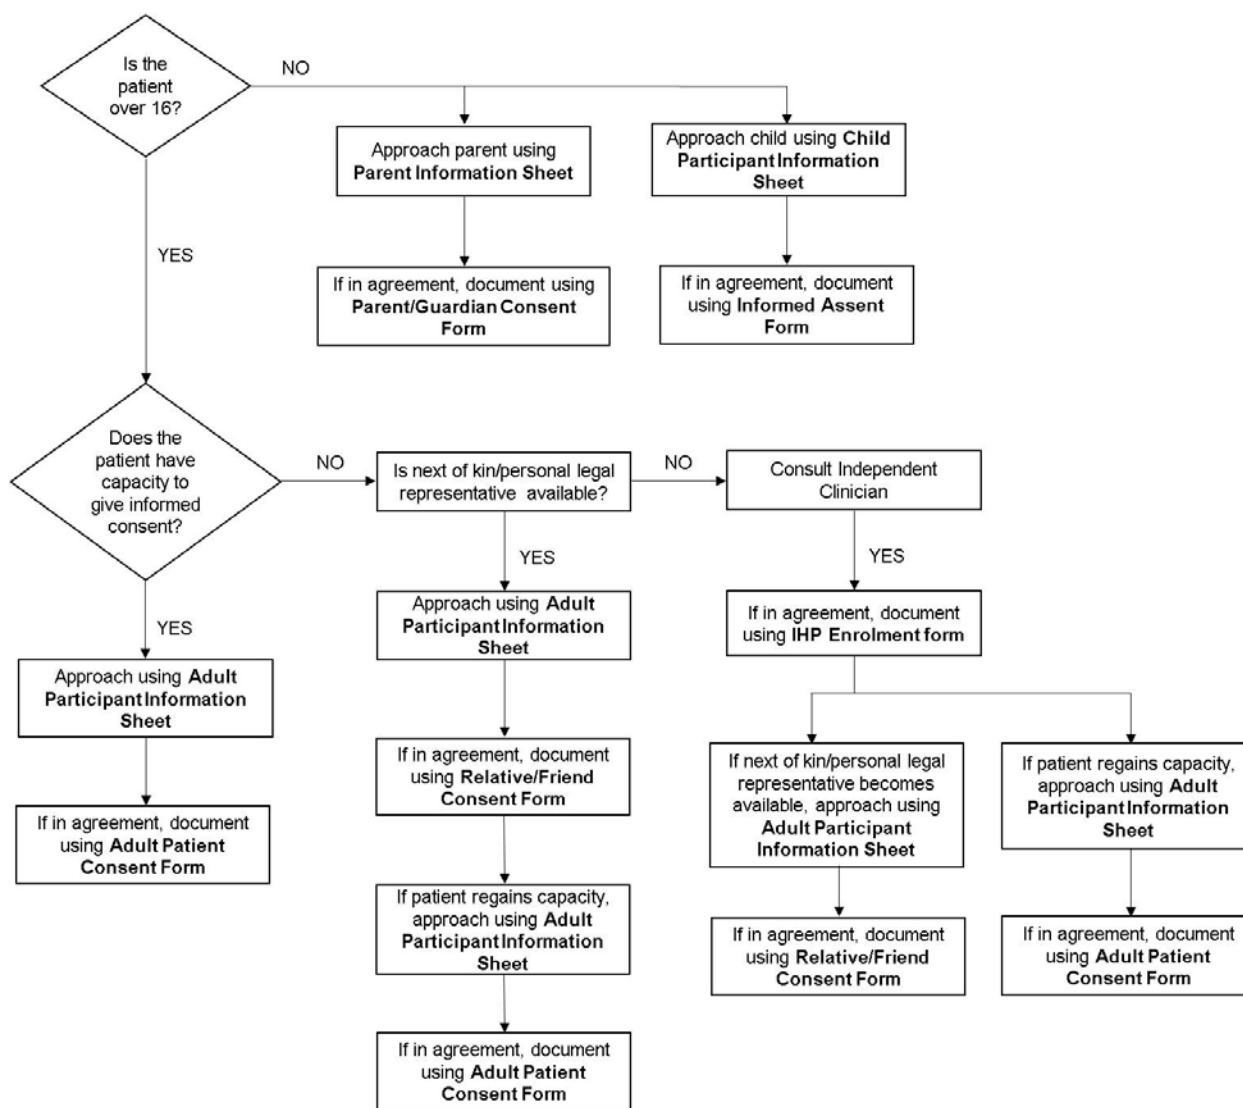 Is the
patient
over 16?
NO
Approach parent using
Parent Information Sheet
Approach child using Child
Participant Information
Sheet
YES
If in agreement, document using
Parent/Guardian Consent
Form
If in agreement, document
using Informed Assent
Form
Does the
patient have
capacity to
give informed
consent?
NO
Is next of kin/personal legal
representative available?
NO
Consult Independent
Clinician
YES
Approach using Adult
Participant Information
Sheet
If in agreement, document
using Adult Patient
Consent Form
YES
Approach using Adult
Participant Information
Sheet
If in agreement, document
using Relative/Friend
Consent Form
If patient regains capacity,
approach using Adult
Participant Information
Sheet
If in agreement, document
using Adult Patient
Consent Form
YES
If in agreement, document
using IHP Enrolment form
If next of kin/personal legal
representative becomes
available, approach using
Adult Participant
Information Sheet
If in agreement, document
using Relative/Friend
Consent Form
If patient regains capacity,
approach using Adult
Participant Information
Sheet
If in agreement, document
using Adult Patient
Consent Form